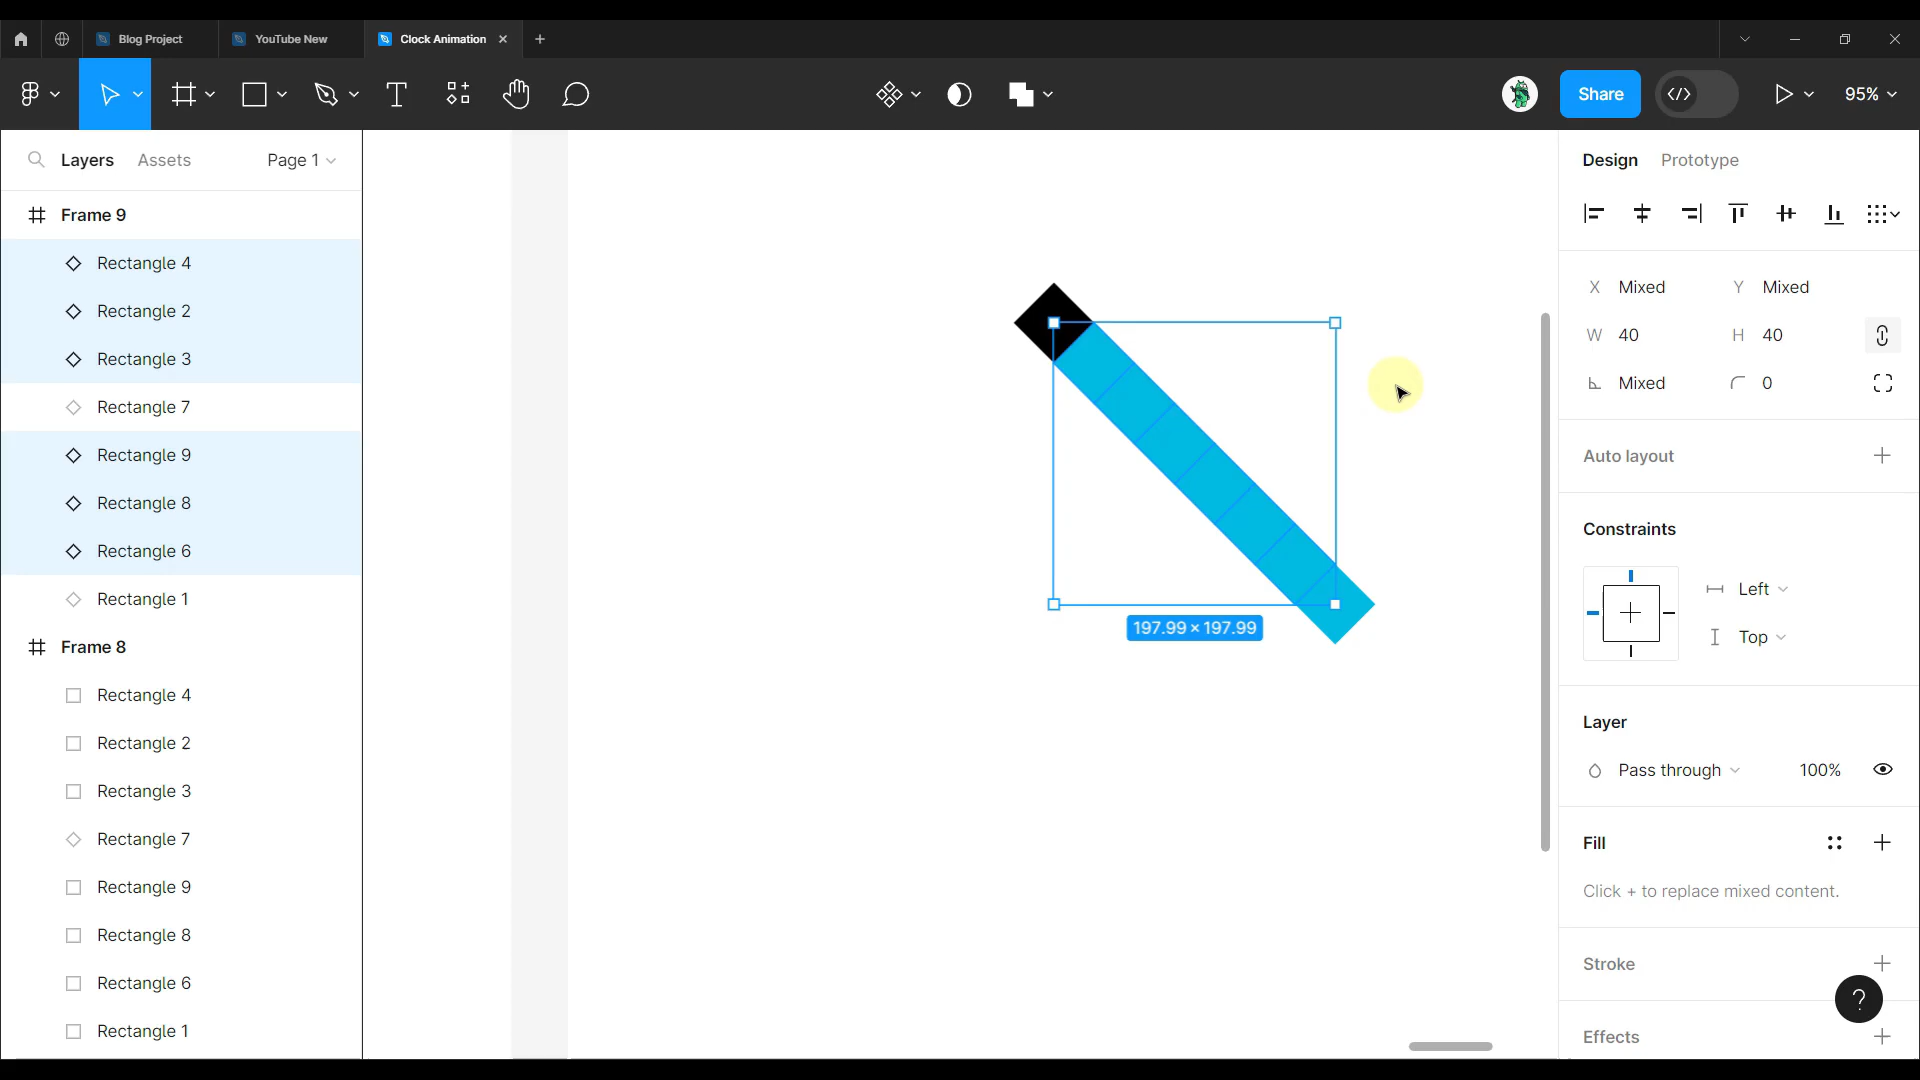 Blog Project
YouTube New
Clock Animation
Share
95%
Layers
Assets
Page 1
Design
Prototype
Frame 9
Rectangle 4
Rectangle 2
Rectangle 3
Rectangle 7
Rectangle 9
Rectangle 8
Rectangle 6
Rectangle 1
Frame 8
Rectangle 4
Rectangle 2
Rectangle 3
Rectangle 7
Rectangle 9
Rectangle 8
Rectangle 6
Rectangle 1
197.99 × 197.99
X Mixed
Y Mixed
W 40
H 40
Mixed
0
Auto layout
Constraints
Left
Top
Layer
Pass through
100%
Fill
Click + to replace mixed content.
Stroke
?
Effects